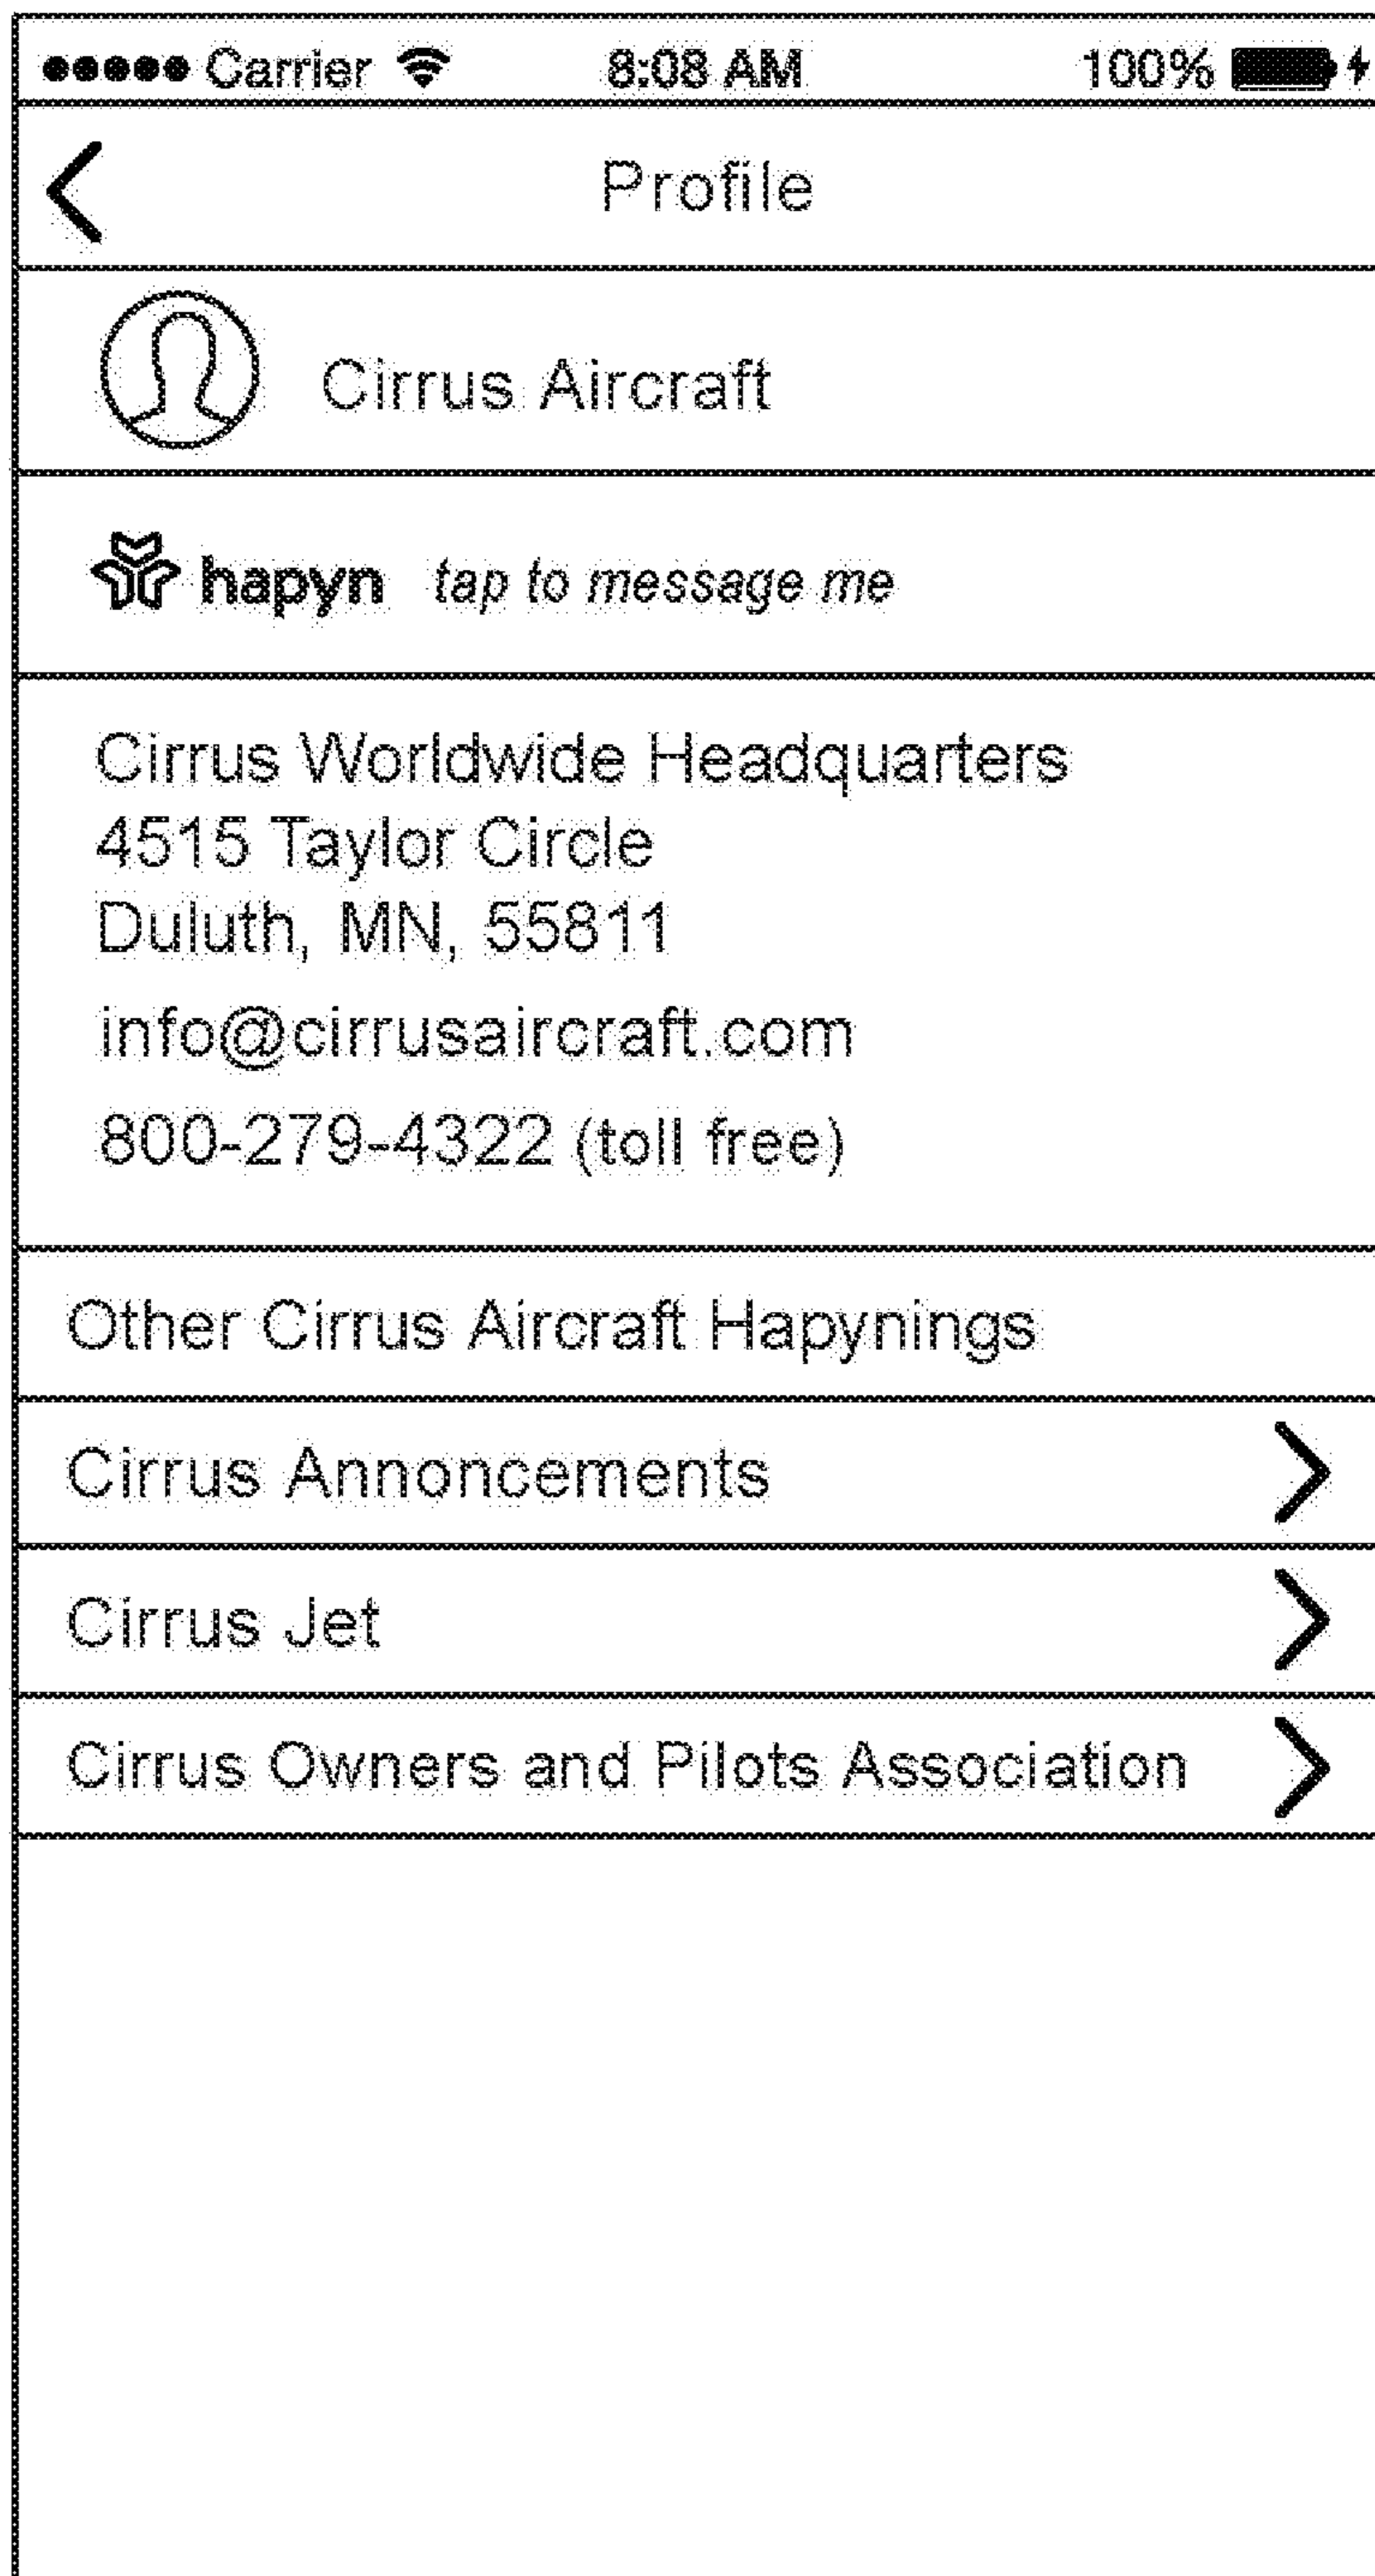 Carrier 8:08 AM 100%
Profile
Cirrus Aircraft
hapyn tap to message me
Cirrus Worldwide Headquarters
4515 Taylor Circle
Duluth, MN, 55811
info@cirrusaircraft.com
800-279-4322 (toll free)
Other Cirrus Aircraft Hapynings
Cirrus Annoncements
Cirrus Jet
Cirrus Owners and Pilots Association